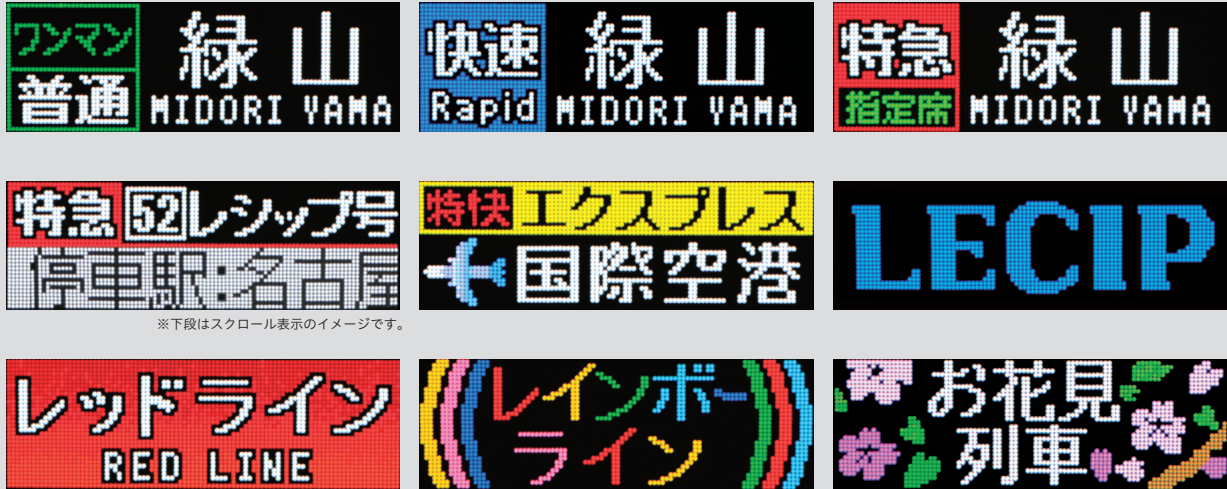 ワンマン
普通
緑山
MIDORI YAMA
快速
Rapid
緑山
MIDORI YAMA
特急
指定席
緑山
MIDORI YAMA
特急 52 レシップ号
停車駅:名古屋
※下段はスクロール表示のイメージです。
特快 エクスプレス
国際空港
LECIP
レッドライン
RED LINE
レインボー
ライン
お花見
列車